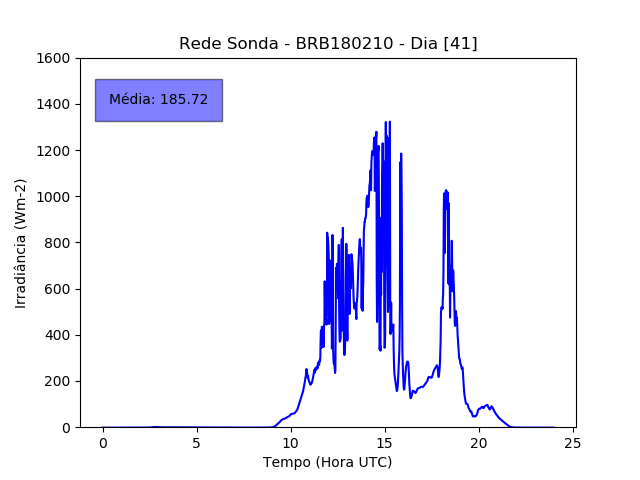 Rede Sonda - BRB180210 - Dia [41]
Média: 185.72
Irradiância (Wm-2)
1600
1400
1200
1000
800
600
400
200
0
0 5 10 15 20 25
Tempo (Hora UTC)